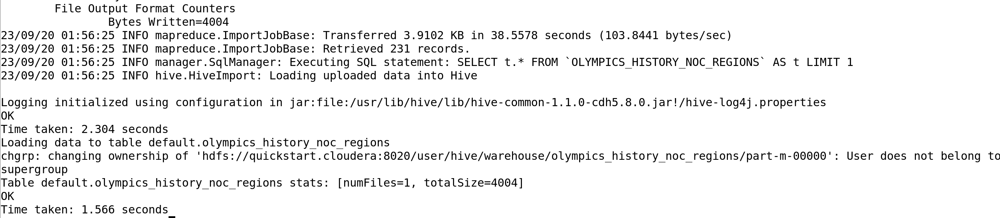 File Output Format Counters
Bytes Written=4004
23/09/20 01:56:25 INFO mapreduce.ImportJobBase: Transferred 3.9102 KB in 38.5578 seconds (103.8441 bytes/sec)
23/09/20 01:56:25 INFO mapreduce.ImportJobBase: Retrieved 231 records.
23/09/20 01:56:25 INFO manager.SqlManager: Executing SQL statement: SELECT t.* FROM `OLYMPICS_HISTORY_NOC_REGIONS` AS t LIMIT 1
23/09/20 01:56:25 INFO hive.HiveImport: Loading uploaded data into Hive
Logging initialized using configuration in jar:file:/usr/lib/hive/lib/hive-common-1.1.0-cdh5.8.0.jar!/hive-log4j.properties
OK
Time taken: 2.304 seconds
Loading data to table default.olympics_history_noc_regions
chgrp: changing ownership of 'hdfs://quickstart.cloudera:8020/user/hive/warehouse/olympics_history_noc_regions/part-m-00000': User does not belong to
supergroup
Table default.olympics_history_noc_regions stats: [numFiles=1, totalSize=4004]
OK
Time taken: 1.566 seconds